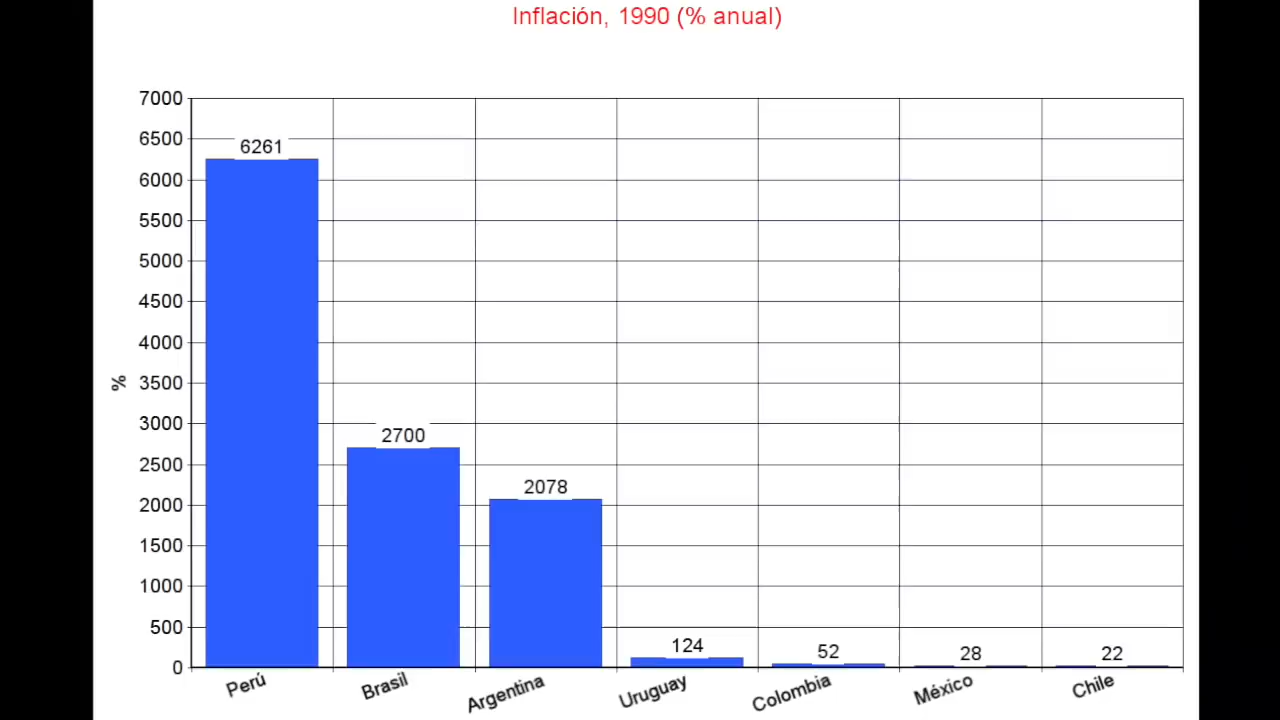 Inflación, 1990 (% anual)
7000
6500
6000
5500
5000
4500
4000
3500
3000
2500
2000
1500
1000
500
0
%
6261
2700
2078
124
52
28
22
Perú
Brasil
Argentina
Uruguay
Colombia
México
Chile